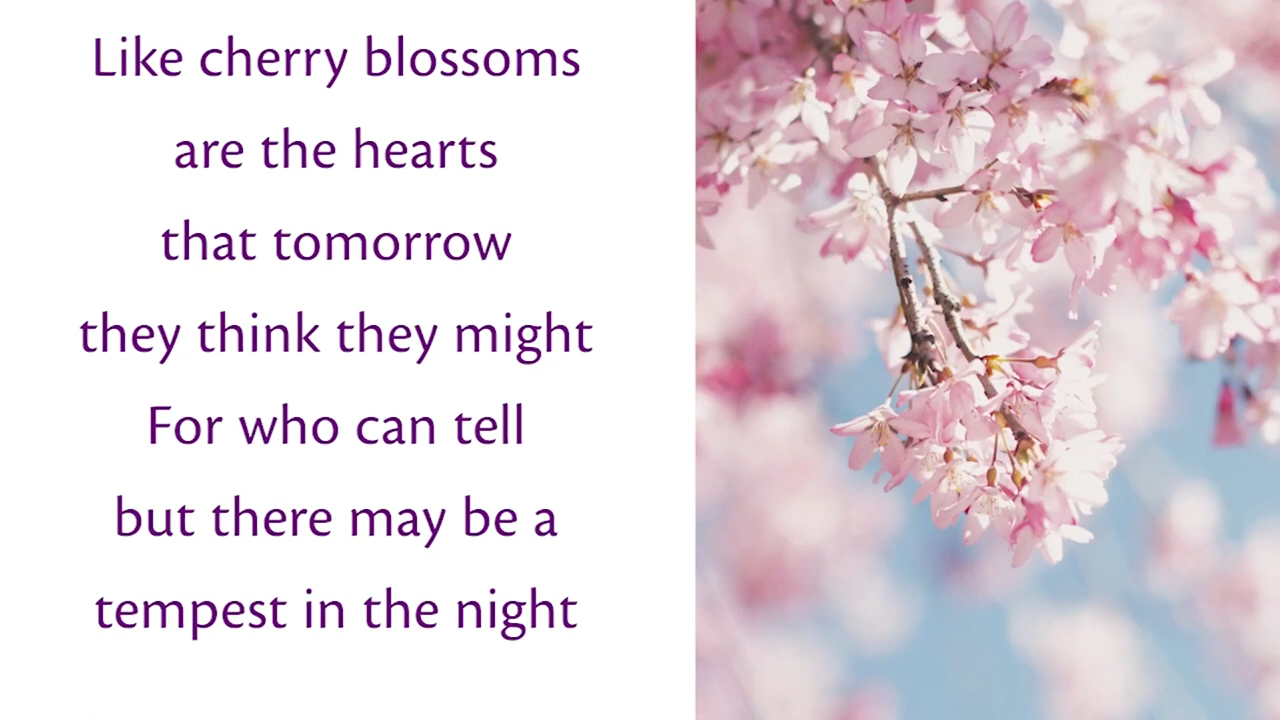 Like cherry blossoms
are the hearts
that tomorrow
they think they might
For who can tell
but there may be a
tempest in the night